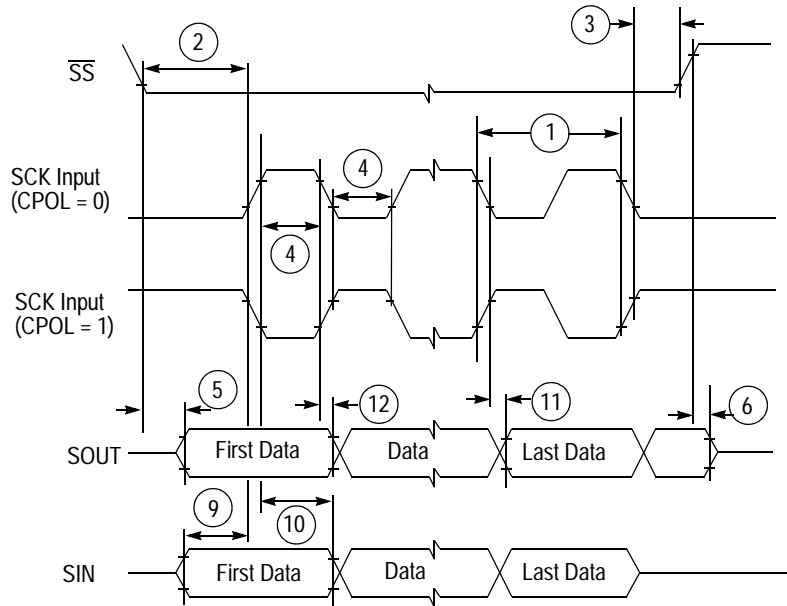 3
2
SS
1
SCK Input
(CPOL = 0)
4
4
SCK Input
(CPOL = 1)
5
12
11
6
SOUT
First Data
Data
Last Data
9
10
SIN
First Data
Data
Last Data